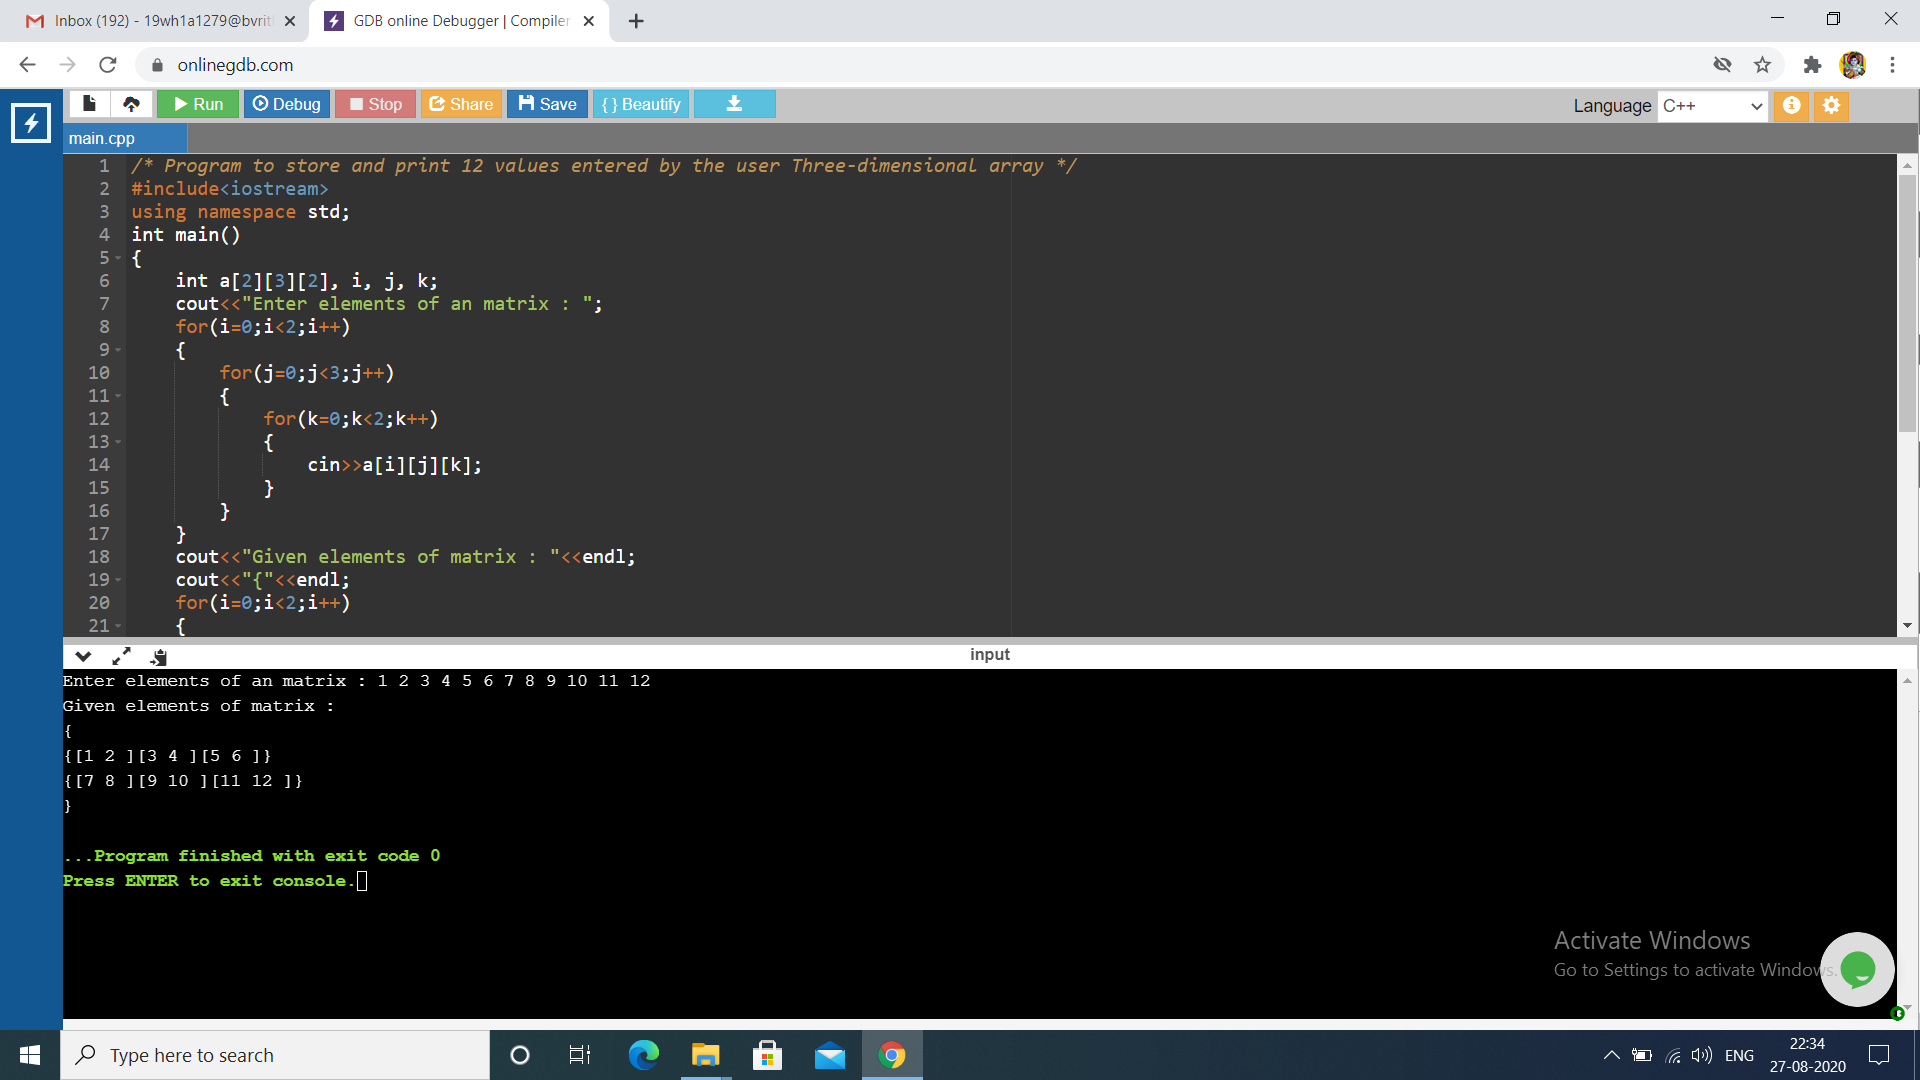 Inbox (192) - 19wh1a1279@bvrit
GDB online Debugger | Compiler
onlinegdb.com
Run Debug Stop Share Save { } Beautify
Language C++
main.cpp
1 /* Program to store and print 12 values entered by the user Three-dimensional array */
2 #include<iostream>
3 using namespace std;
4 int main()
5 {
6 int a[2][3][2], i, j, k;
7 cout<<"Enter elements of an matrix : ";
8 for(i=0;i<2;i++)
9 {
10 for(j=0;j<3;j++)
11 {
12 for(k=0;k<2;k++)
13 {
14 cin>>a[i][j][k];
15 }
16 }
17 }
18 cout<<"Given elements of matrix : "<<endl;
19 cout<<"{"<<endl;
20 for(i=0;i<2;i++)
21 {
input
Enter elements of an matrix : 1 2 3 4 5 6 7 8 9 10 11 12
Given elements of matrix :
{
{[1 2 ][3 4 ][5 6 ]}
{[7 8 ][9 10 ][11 12 ]}
}
...Program finished with exit code 0
Press ENTER to exit console.
Activate Windows
Go to Settings to activate Windows.
Type here to search
ENG
22:34
27-08-2020